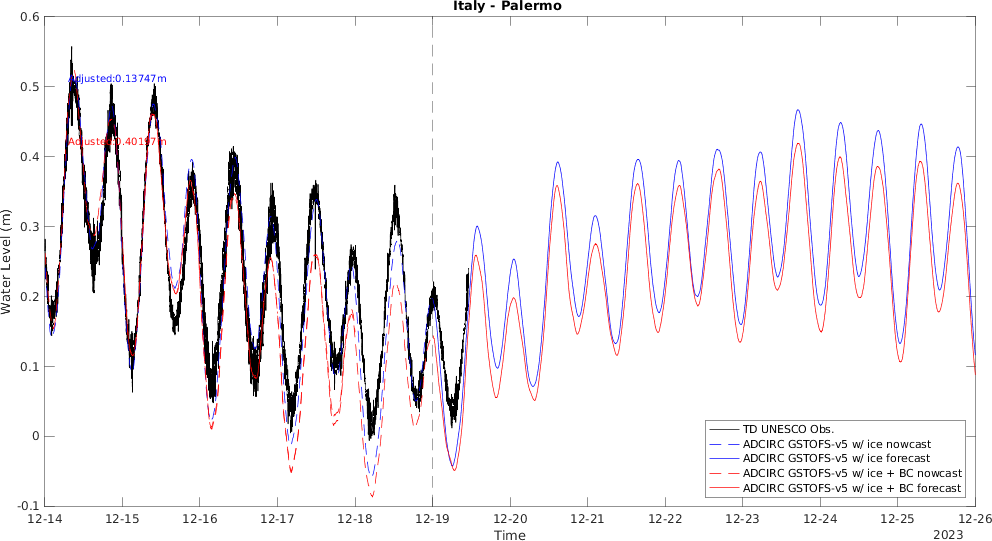 Italy - Palermo
0.6
0.5
0.4
0.3
0.2
0.1
0
-0.1
Water Level (m)
Adjusted:0.13747m
Adjusted:0.40197m
TD UNESCO Obs.
ADCIRC GSTOFS-v5 w/ ice nowcast
ADCIRC GSTOFS-v5 w/ ice forecast
ADCIRC GSTOFS-v5 w/ ice + BC nowcast
ADCIRC GSTOFS-v5 w/ ice + BC forecast
12-14 12-15 12-16 12-17 12-18 12-19 12-20 12-21 12-22 12-23 12-24 12-25 12-26
Time
2023